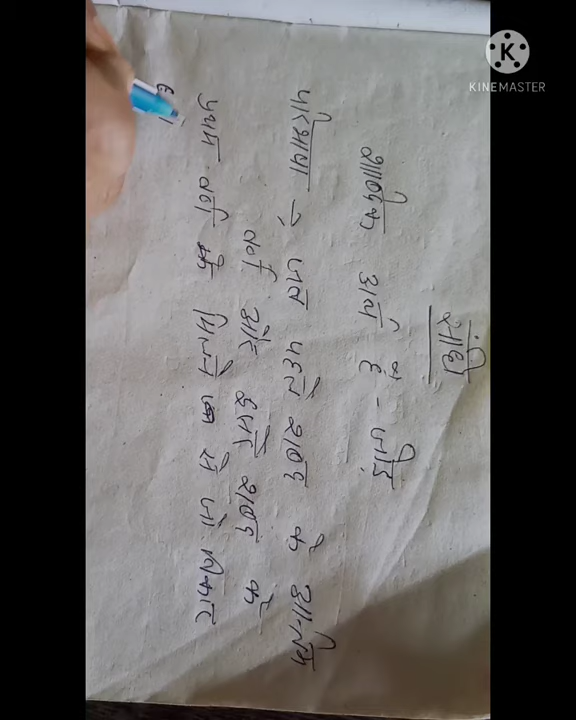 संधि
शाब्दिक अर्थ है - जोड़
परिभाषा → जब पहले शब्द के अन्तिम
वर्ण और दूसरे शब्द के
प्रथम वर्ण के मिलने से जो विकार
KINEMASTER